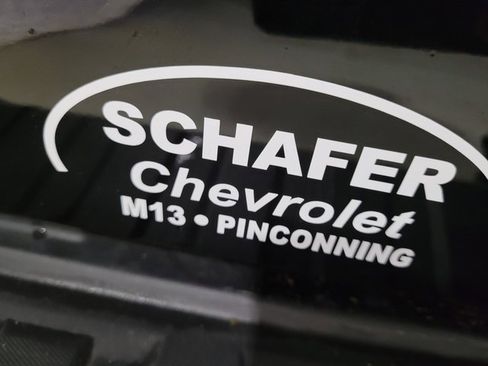 SCHAFER
Chevrolet
M13 • PINCONNING